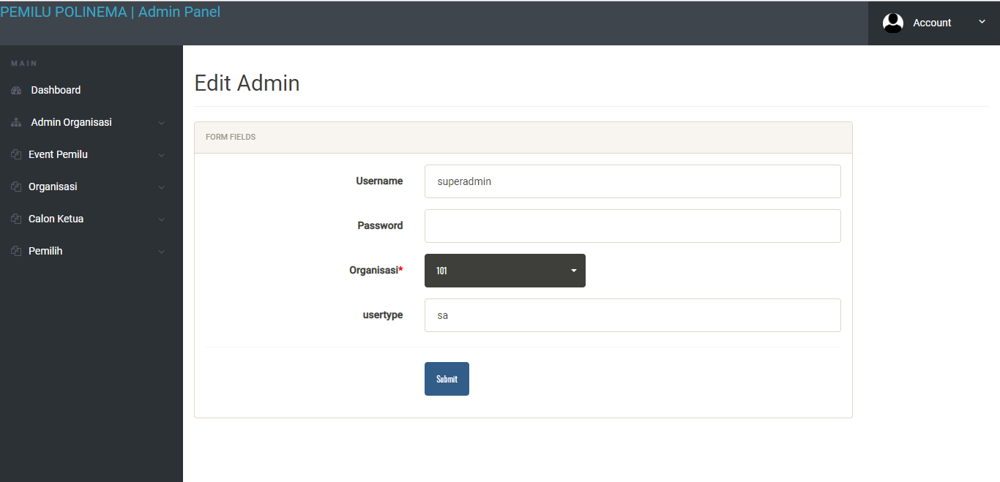 PEMILU POLINEMA | Admin Panel
Account
MAIN
Dashboard
Admin Organisasi
Event Pemilu
Organisasi
Calon Ketua
Pemilih
Edit Admin
FORM FIELDS
Username superadmin
Password
Organisasi* 101
usertype sa
Submit